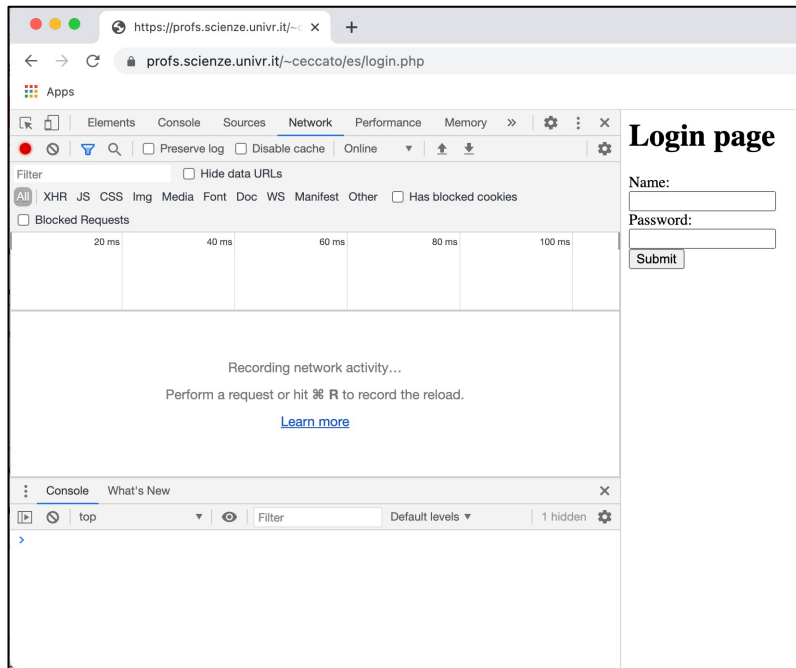 https://profs.scienze.univr.it/~c
profs.scienze.univr.it/~ceccato/es/login.php
Apps
Elements Console Sources Network Performance Memory »
Preserve log Disable cache Online
Filter Hide data URLs
All XHR JS CSS Img Media Font Doc WS Manifest Other Has blocked cookies
Blocked Requests
20 ms 40 ms 60 ms 80 ms 100 ms
Recording network activity…
Perform a request or hit ⌘ R to record the reload.
Learn more
Console What's New
top Filter Default levels 1 hidden
Login page
Name:
Password:
Submit